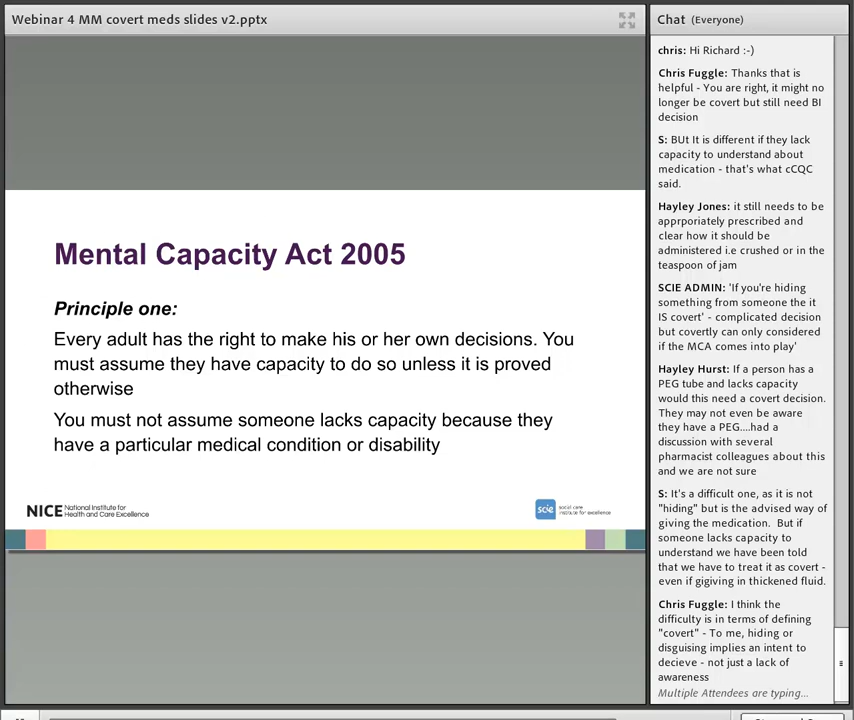 Webinar 4 MM covert meds slides v2.pptx
Mental Capacity Act 2005
Principle one:
Every adult has the right to make his or her own decisions. You
must assume they have capacity to do so unless it is proved
otherwise
You must not assume someone lacks capacity because they
have a particular medical condition or disability
NICE National Institute for
Health and Care Excellence
scie social care
institute for excellence
Chat (Everyone)
chris: Hi Richard :-)
Chris Fuggle: Thanks that is
helpful - You are right, it might no
longer be covert but still need BI
decision
S: BUt It is different if they lack
capacity to understand about
medication - that's what cCQC
said.
Hayley Jones: it still needs to be
apprporiately prescribed and
clear how it should be
administered i.e crushed or in the
teaspoon of jam
SCIE ADMIN: 'If you're hiding
something from someone the it
IS covert' - complicated decision
but covertly can only considered
if the MCA comes into play'
Hayley Hurst: If a person has a
PEG tube and lacks capacity
would this need a covert decision.
They may not even be aware
they have a PEG....had a
discussion with several
pharmacist colleagues about this
and we are not sure
S: It's a difficult one, as it is not
"hiding" but is the advised way of
giving the medication. But if
someone lacks capacity to
understand we have been told
that we have to treat it as covert -
even if gigiving in thickened fluid.
Chris Fuggle: I think the
difficulty is in terms of defining
"covert" - To me, hiding or
disguising implies an intent to
decieve - not just a lack of
awareness
Multiple Attendees are typing...